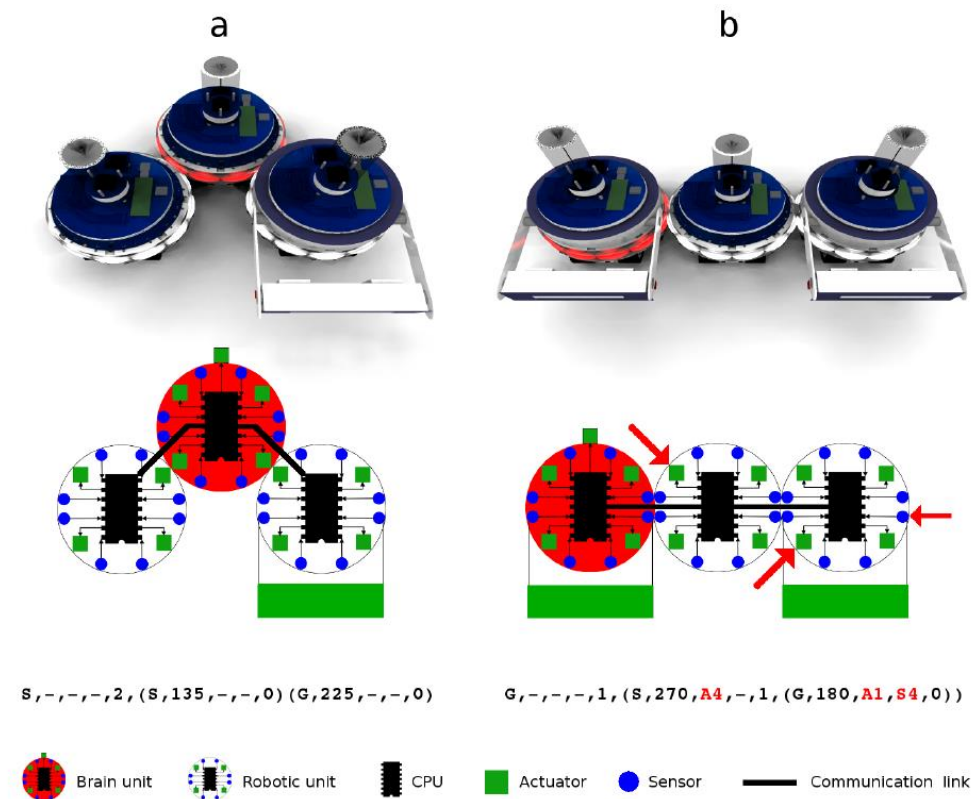 a
b
S,-,-,-,2,(S,135,-,-,0)(G,225,-,-,0)
G,-,-,-,1,(S,270,A4,-,1,(G,180,A1,S4,0))
Brain unit
Robotic unit
CPU
Actuator
Sensor
Communication link